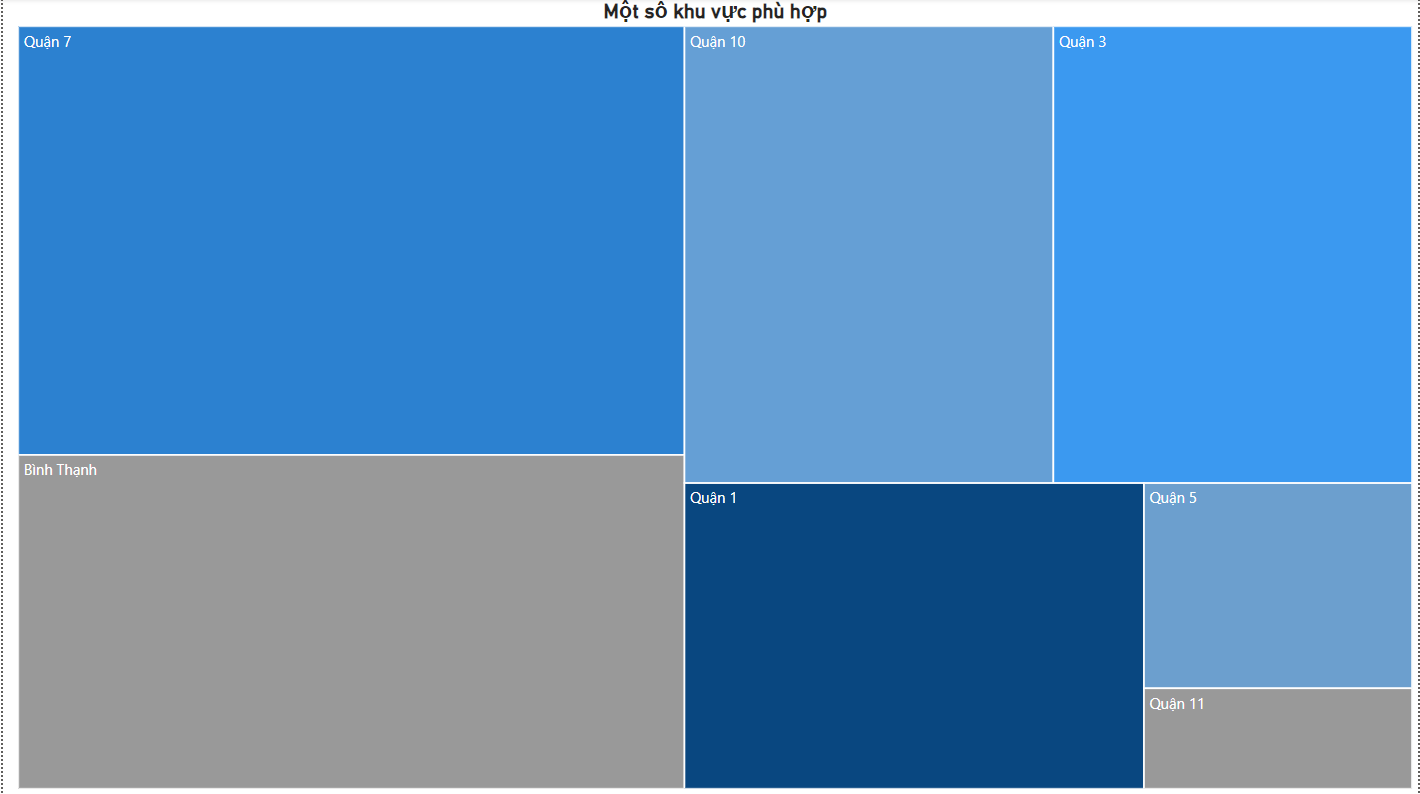 Một số khu vực phù hợp
Quận 7
Quận 10
Quận 3
Bình Thạnh
Quận 1
Quận 5
Quận 11